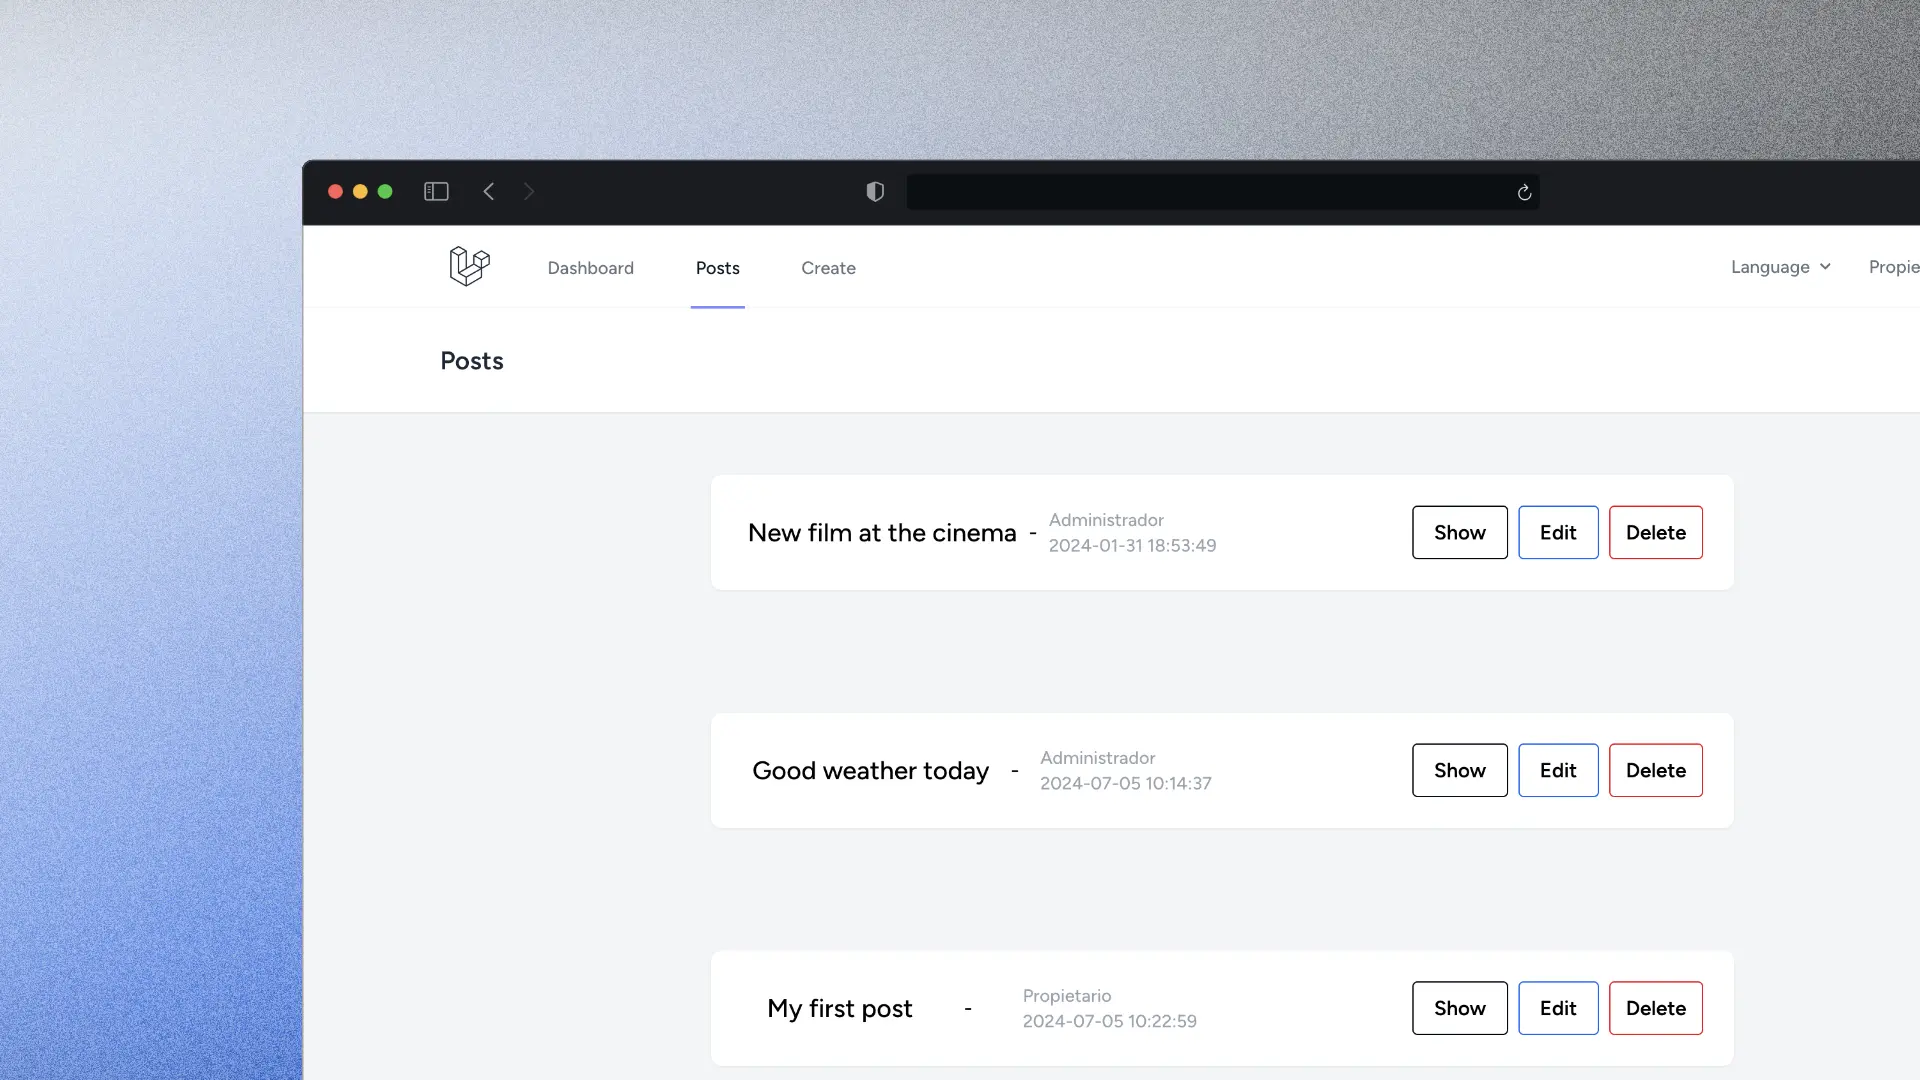 Dashboard Posts Create Language Propie
Posts
New film at the cinema - Administrador
2024-01-31 18:53:49
Show Edit Delete
Good weather today - Administrador
2024-07-05 10:14:37
Show Edit Delete
My first post - Propietario
2024-07-05 10:22:59
Show Edit Delete